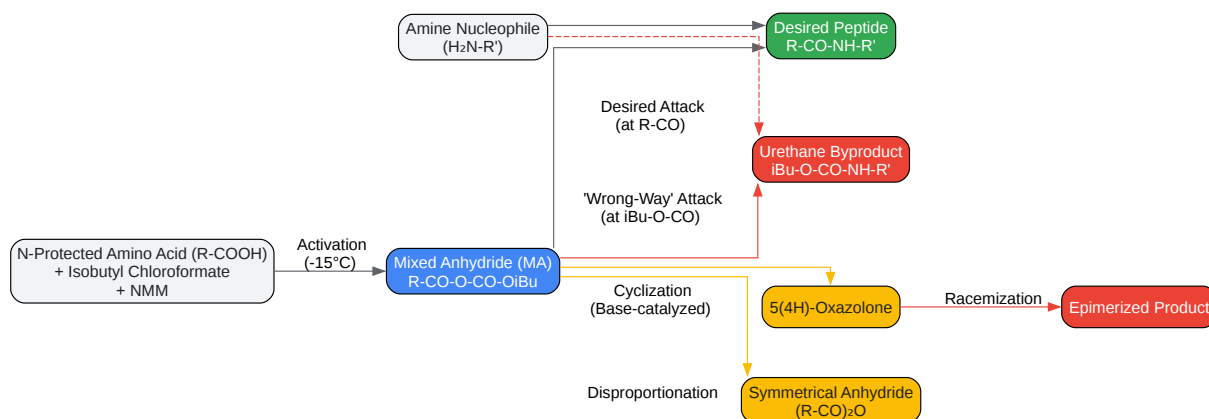 Amine Nucleophile
(H₂N-R')
Desired Peptide
R-CO-NH-R'
Desired Attack
(at R-CO)
Urethane Byproduct
iBu-O-CO-NH-R'
'Wrong-Way' Attack
(at iBu-O-CO)
N-Protected Amino Acid (R-COOH)
+ Isobutyl Chloroformate
+ NMM
Activation
(-15°C)
Mixed Anhydride (MA)
R-CO-O-CO-OiBu
Cyclization
(Base-catalyzed)
5(4H)-Oxazolone
Racemization
Epimerized Product
Disproportionation
Symmetrical Anhydride
(R-CO)₂O